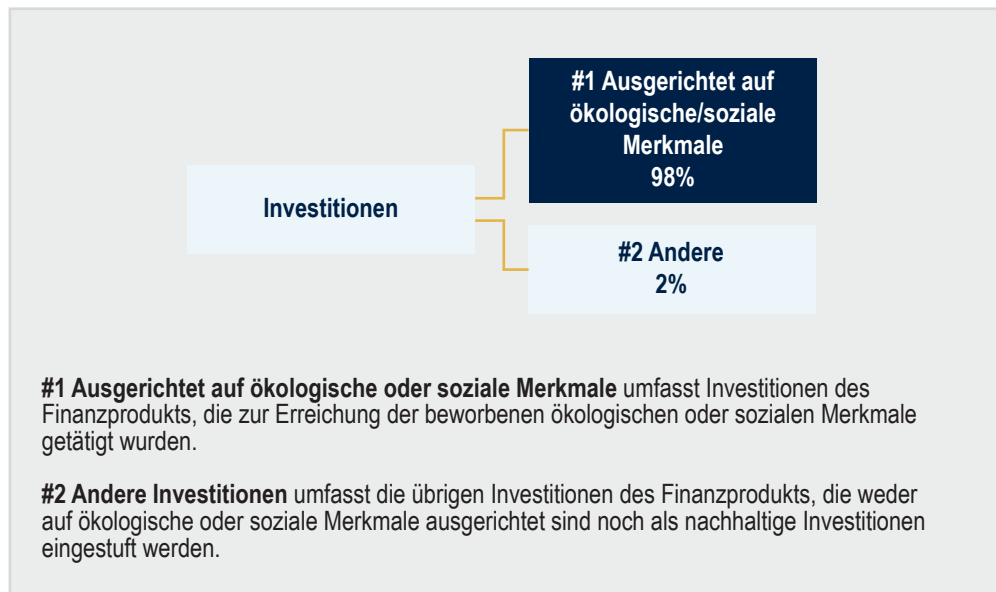 #1 Ausgerichtet auf
ökologische/soziale
Merkmale
98%
Investitionen
#2 Andere
2%
#1 Ausgerichtet auf ökologische oder soziale Merkmale umfasst Investitionen des
Finanzprodukts, die zur Erreichung der beworbenen ökologischen oder sozialen Merkmale
getätigt wurden.
#2 Andere Investitionen umfasst die übrigen Investitionen des Finanzprodukts, die weder
auf ökologische oder soziale Merkmale ausgerichtet sind noch als nachhaltige Investitionen
eingestuft werden.